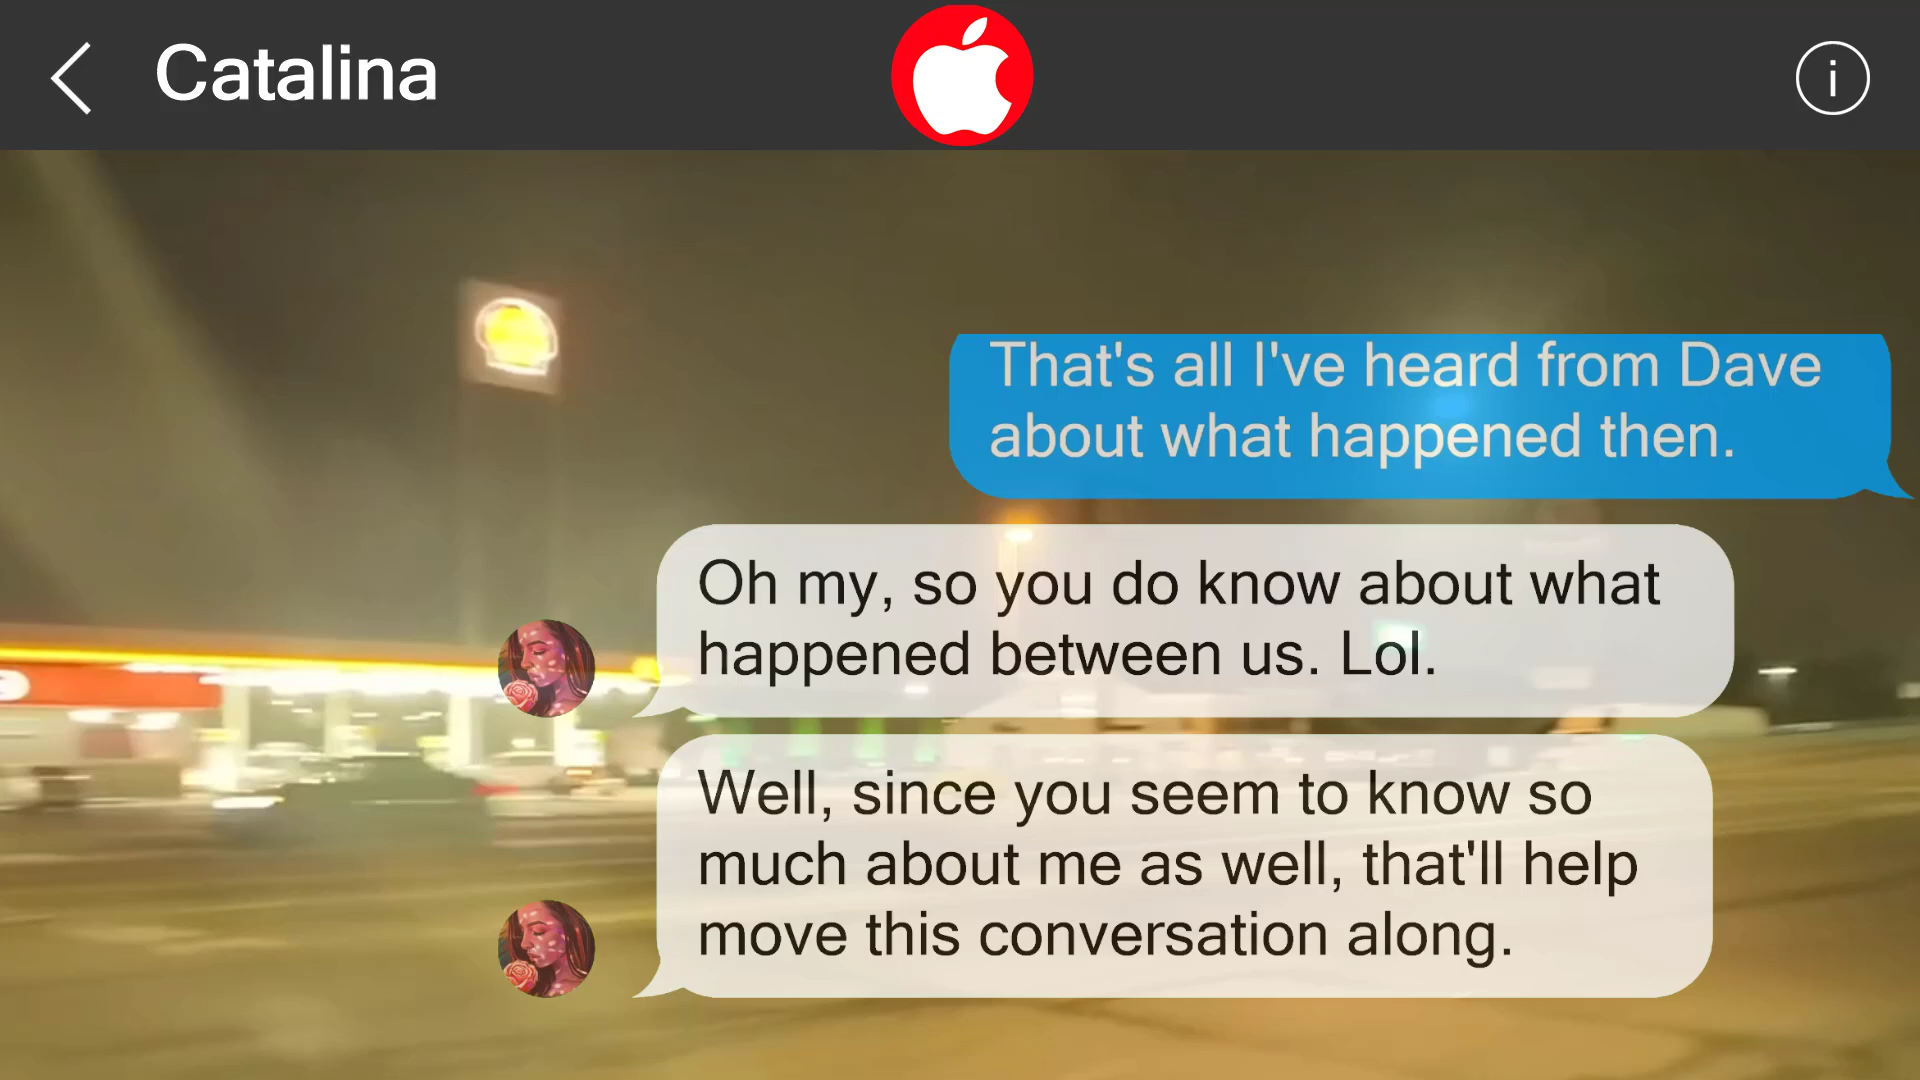 Catalina
i
That's all I've heard from Dave
about what happened then.
Oh my, so you do know about what
happened between us. Lol.
Well, since you seem to know so
much about me as well, that'll help
move this conversation along.